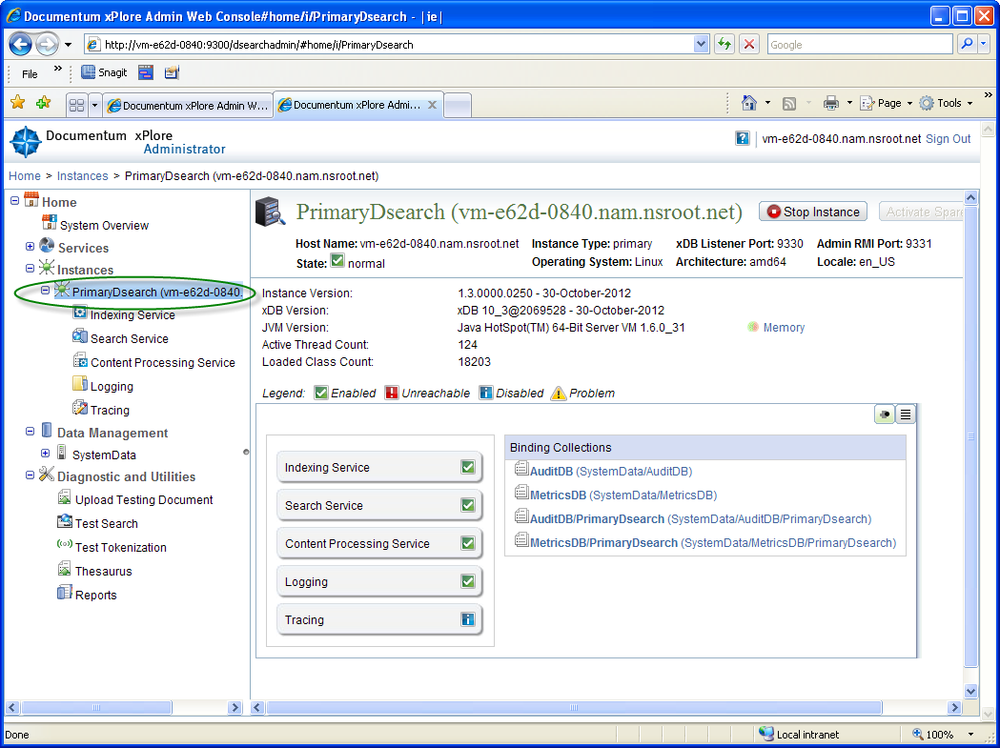 Documentum xPlore Admin Web Console#home/i/PrimaryDsearch - |ie|
http://vm-e62d-0840:9300/dsearchadmin/#home/i/PrimaryDsearch
Google
File » Snagit
Documentum xPlore Admin W... Documentum xPlore Admi... Page Tools »
Documentum xPlore
Administrator
vm-e62d-0840.nam.nsroot.net Sign Out
Home > Instances > PrimaryDsearch (vm-e62d-0840.nam.nsroot.net)
Home
System Overview
Services
Instances
PrimaryDsearch (vm-e62d-0840.
Indexing Service
Search Service
Content Processing Service
Logging
Tracing
Data Management
SystemData
Diagnostic and Utilities
Upload Testing Document
Test Search
Test Tokenization
Thesaurus
Reports
PrimaryDsearch (vm-e62d-0840.nam.nsroot.net)
Stop Instance
Activate Spare
Host Name: vm-e62d-0840.nam.nsroot.net Instance Type: primary xDB Listener Port: 9330 Admin RMI Port: 9331
State: normal Operating System: Linux Architecture: amd64 Locale: en_US
Instance Version: 1.3.0000.0250 - 30-October-2012
xDB Version: xDB 10_3@2069528 - 30-October-2012
JVM Version: Java HotSpot(TM) 64-Bit Server VM 1.6.0_31 Memory
Active Thread Count: 124
Loaded Class Count: 18203
Legend: Enabled Unreachable Disabled Problem
Indexing Service
Search Service
Content Processing Service
Logging
Tracing
Binding Collections
AuditDB (SystemData/AuditDB)
MetricsDB (SystemData/MetricsDB)
AuditDB/PrimaryDsearch (SystemData/AuditDB/PrimaryDsearch)
MetricsDB/PrimaryDsearch (SystemData/MetricsDB/PrimaryDsearch)
Done Local intranet 100%